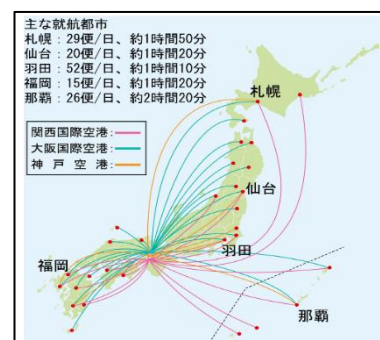 主な就航都市
札幌：29便/日、約1時間50分
仙台：20便/日、約1時間20分
羽田：52便/日、約1時間10分
福岡：15便/日、約1時間20分
那覇：26便/日、約2時間20分
関西国際空港：
大阪国際空港：
神戸空港：
札幌
仙台
羽田
福岡
那覇